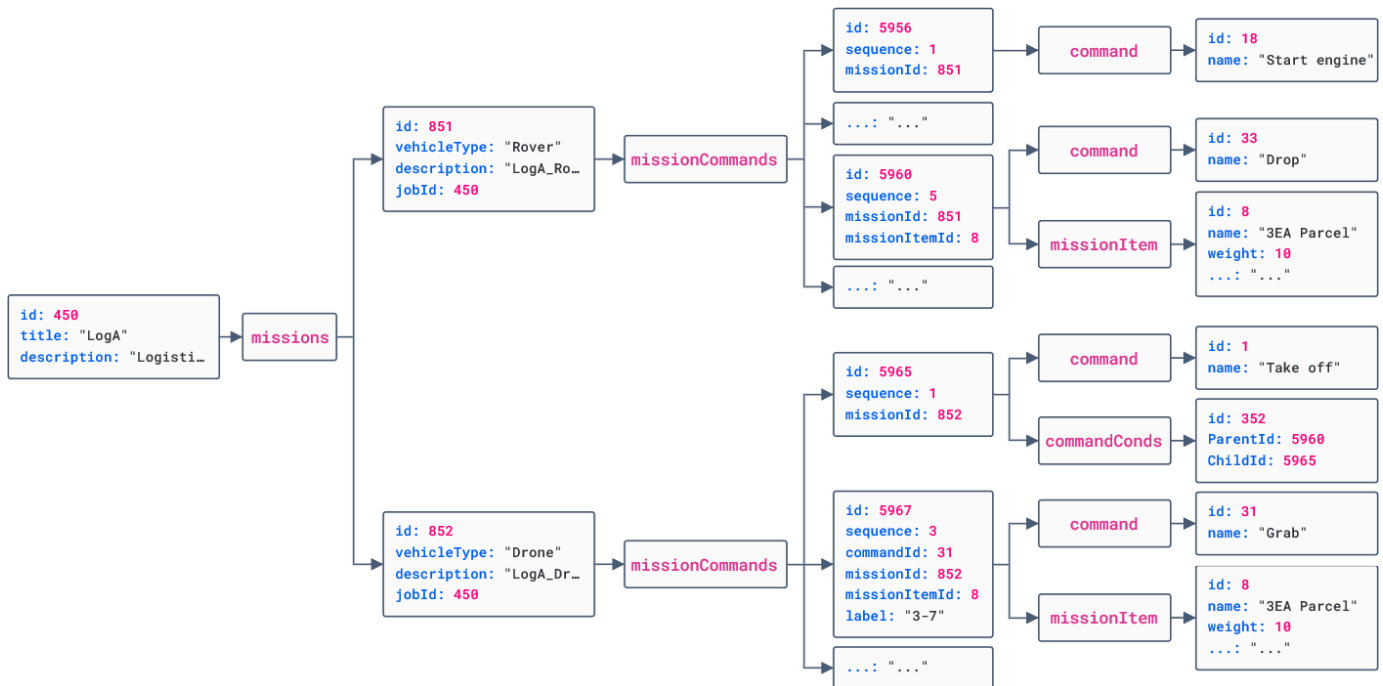 id: 450
title: "LogA"
description: "Logisti…
missions
id: 851
vehicleType: "Rover"
description: "LogA_Ro…
jobId: 450
missionCommands
id: 5956
sequence: 1
missionId: 851
command
id: 18
name: "Start engine"
...: "..."
id: 5960
sequence: 5
missionId: 851
missionItemId: 8
command
id: 33
name: "Drop"
missionItem
id: 8
name: "3EA Parcel"
weight: 10
...: "..."
...: "..."
id: 852
vehicleType: "Drone"
description: "LogA_Dr…
jobId: 450
missionCommands
id: 5965
sequence: 1
missionId: 852
command
id: 1
name: "Take off"
commandConds
id: 352
ParentId: 5960
ChildId: 5965
id: 5967
sequence: 3
commandId: 31
missionId: 852
missionItemId: 8
label: "3-7"
command
id: 31
name: "Grab"
missionItem
id: 8
name: "3EA Parcel"
weight: 10
...: "..."
...: "..."